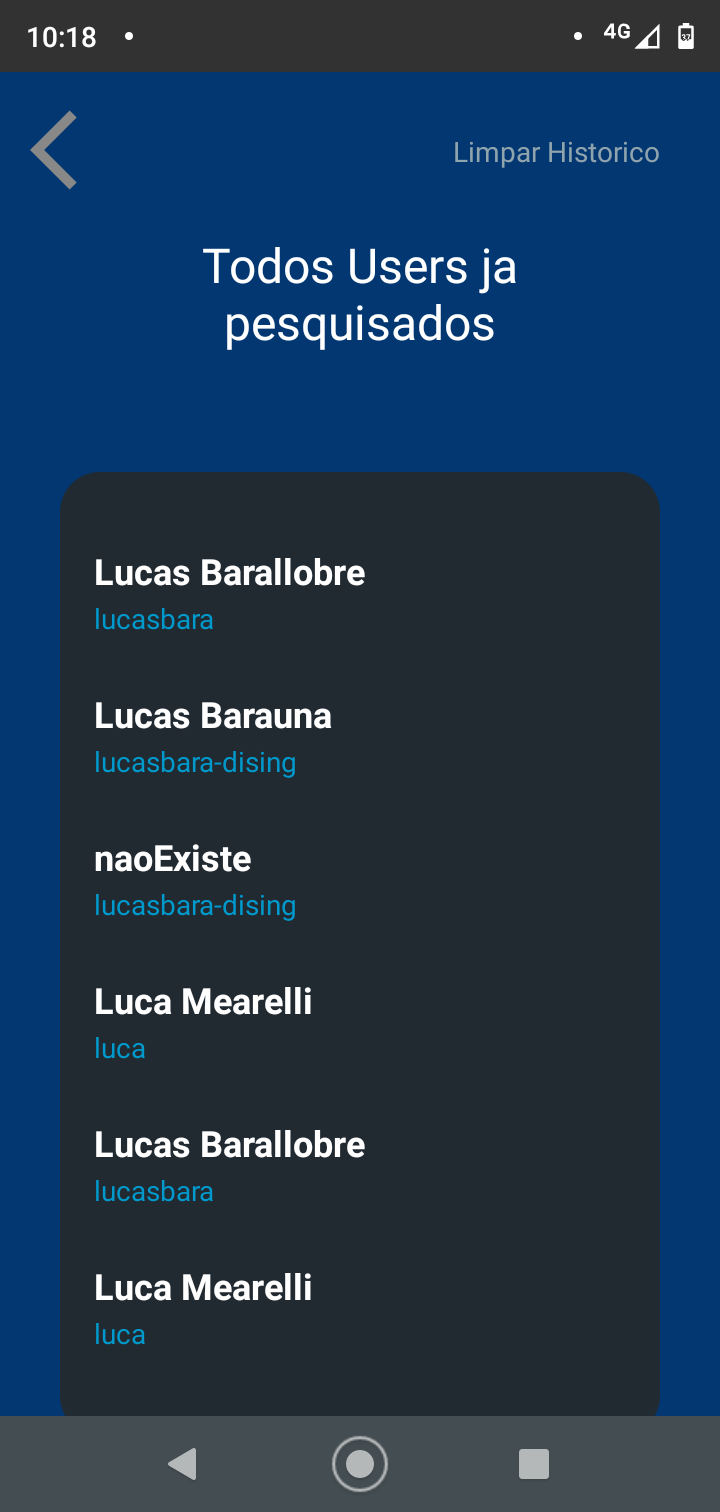 10:18
4G
37
Limpar Historico
Todos Users ja
pesquisados
Lucas Barallobre
lucasbara
Lucas Barauna
lucasbara-dising
naoExiste
lucasbara-dising
Luca Mearelli
luca
Lucas Barallobre
lucasbara
Luca Mearelli
luca